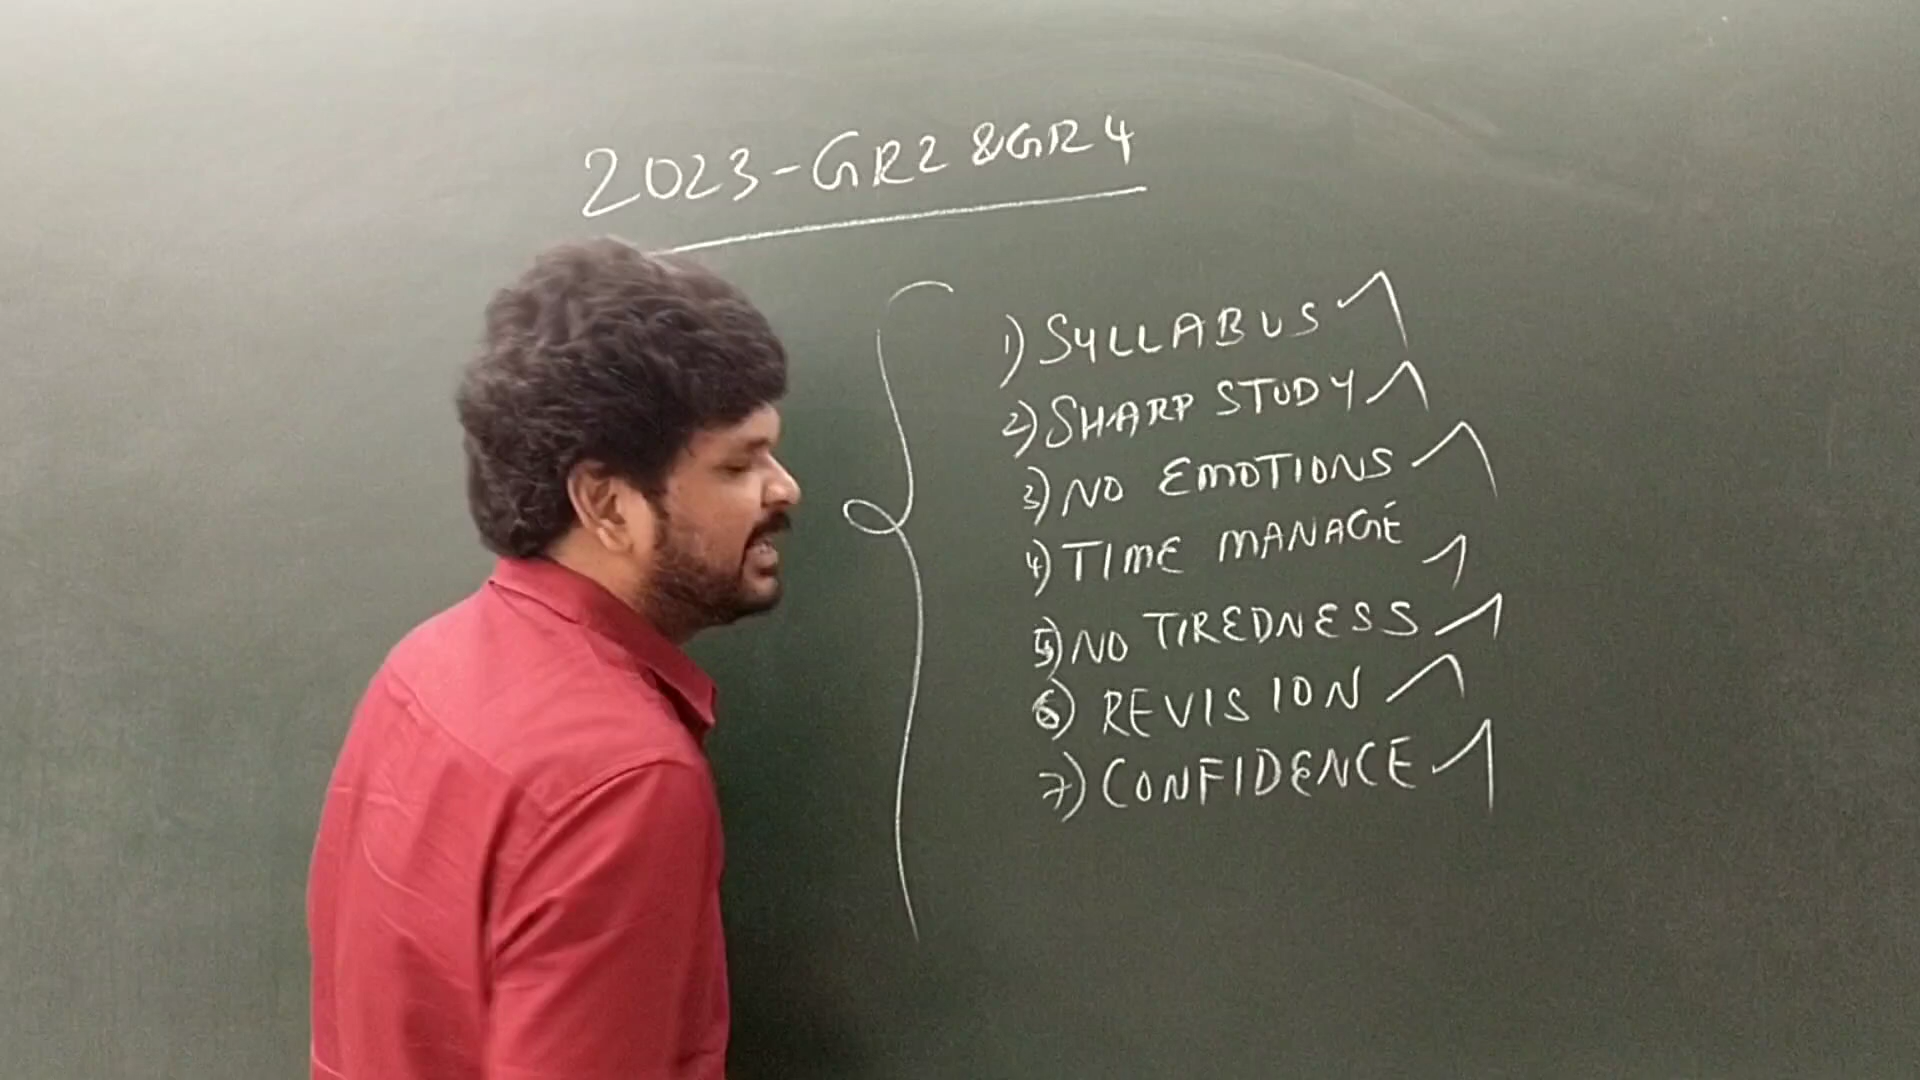 2023-GR2 &GR4
1) SYLLABUS
2) SHARP STUDY
3) NO EMOTIONS
4) TIME MANAGE
5) NO TIREDNESS
6) REVISION
7) CONFIDENCE